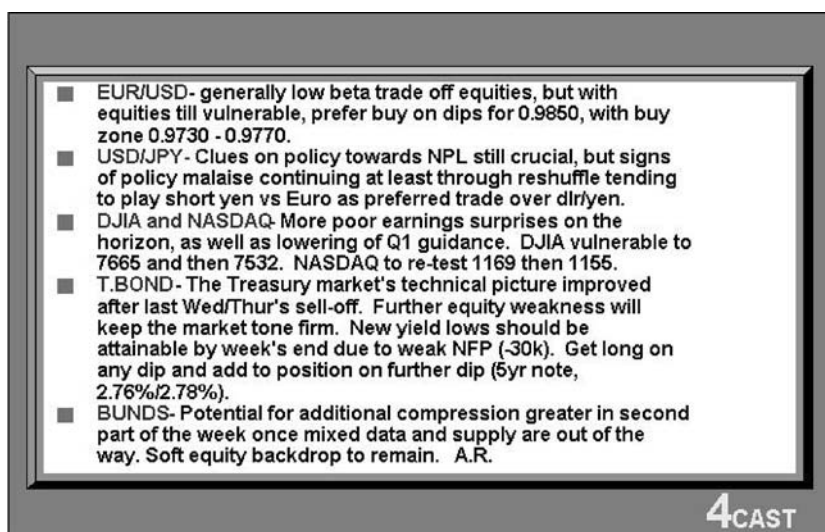 EUR/USD- generally low beta trade off equities, but with
equities till vulnerable, prefer buy on dips for 0.9850, with buy
zone 0.9730 - 0.9770.
USD/JPY- Clues on policy towards NPL still crucial, but signs
of policy malaise continuing at least through reshuffle tending
to play short yen vs Euro as preferred trade over dlr/yen.
DJIA and NASDAQ- More poor earnings surprises on the
horizon, as well as lowering of Q1 guidance. DJIA vulnerable to
7665 and then 7532. NASDAQ to re-test 1169 then 1155.
T.BOND- The Treasury market's technical picture improved
after last Wed/Thur's sell-off. Further equity weakness will
keep the market tone firm. New yield lows should be
attainable by week's end due to weak NFP (-30k). Get long on
any dip and add to position on further dip (5yr note,
2.76%/2.78%).
BUNDS- Potential for additional compression greater in second
part of the week once mixed data and supply are out of the
way. Soft equity backdrop to remain. A.R.
4CAST